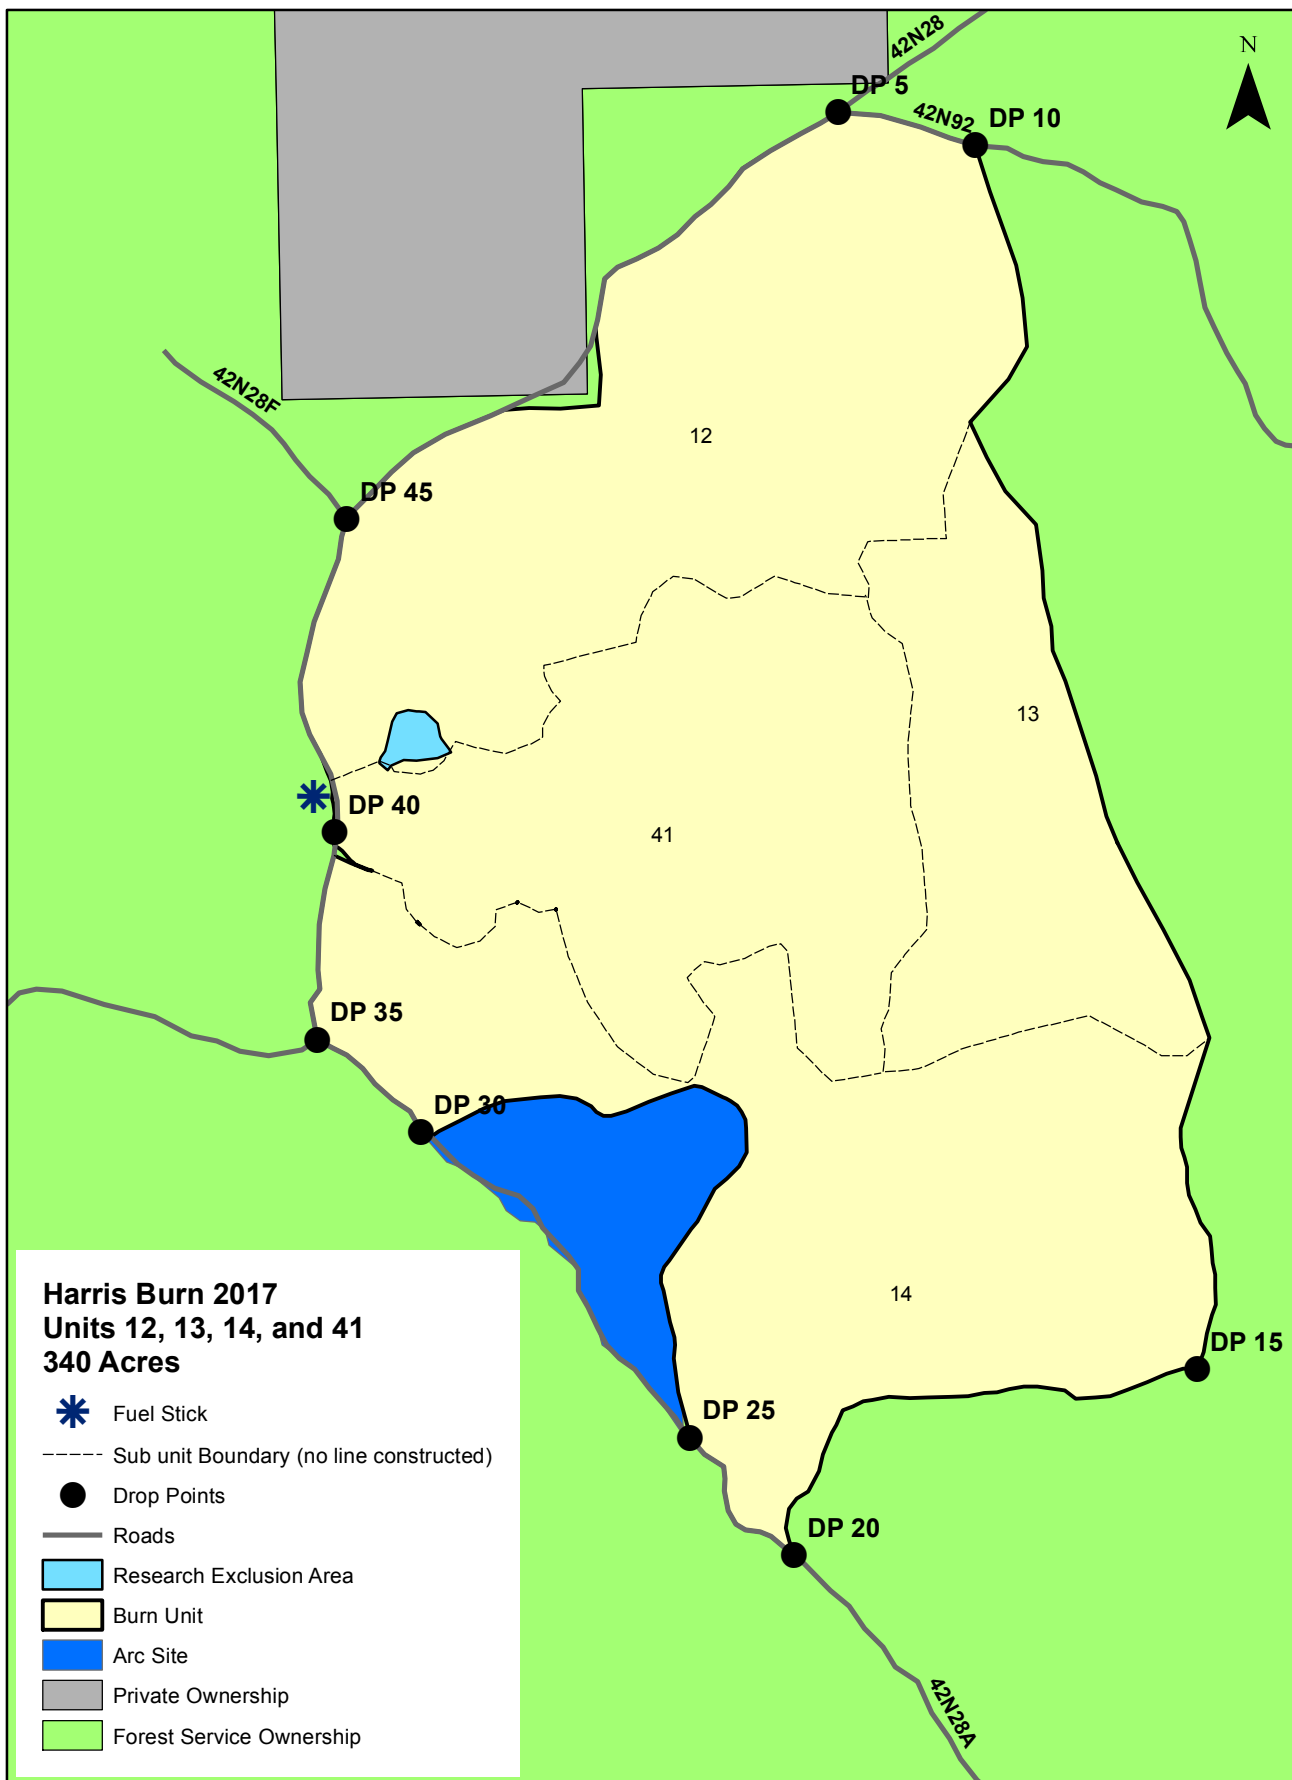 42N28
N
DP 5
42N92
DP 10
42N28F
12
DP 45
13
DP 40
41
DP 35
DP 30
14
DP 15
DP 25
DP 20
42N28A
Harris Burn 2017
Units 12, 13, 14, and 41
340 Acres
Fuel Stick
Sub unit Boundary (no line constructed)
Drop Points
Roads
Research Exclusion Area
Burn Unit
Arc Site
Private Ownership
Forest Service Ownership